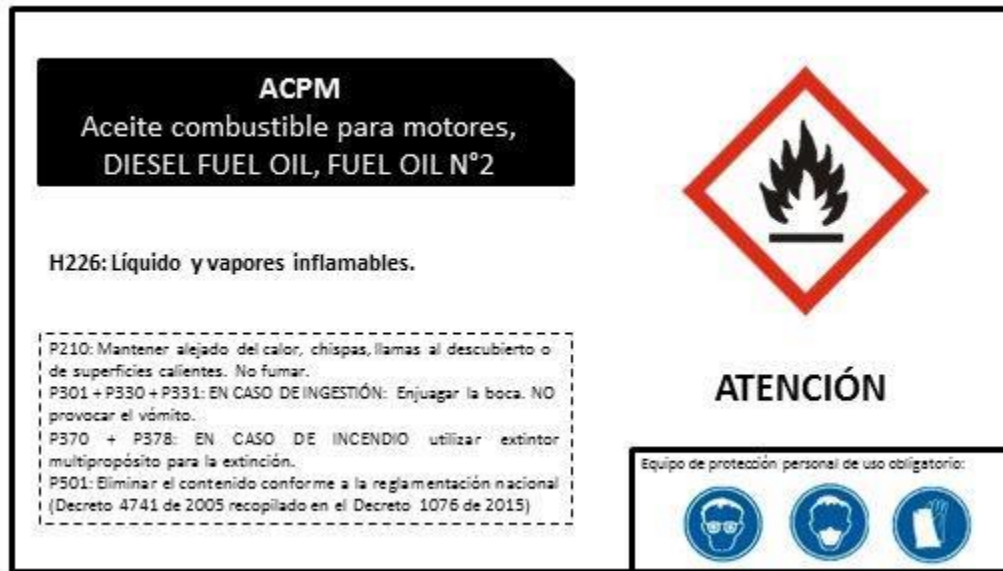 ACPM
Aceite combustible para motores,
DIESEL FUEL OIL, FUEL OIL N°2
H226: Líquido y vapores inflamables.
P210: Mantener alejado del calor, chispas, llamas al descubierto o
de superficies calientes. No fumar.
P301 + P330 + P331: EN CASO DE INGESTIÓN: Enjuagar la boca. NO
provocar el vómito.
P370 + P378: EN CASO DE INCENDIO utilizar extintor
multipropósito para la extinción.
P501: Eliminar el contenido conforme a la reglamentación nacional
(Decreto 4741 de 2005 recopilado en el Decreto 1076 de 2015)
ATENCIÓN
Equipo de protección personal de uso obligatorio: